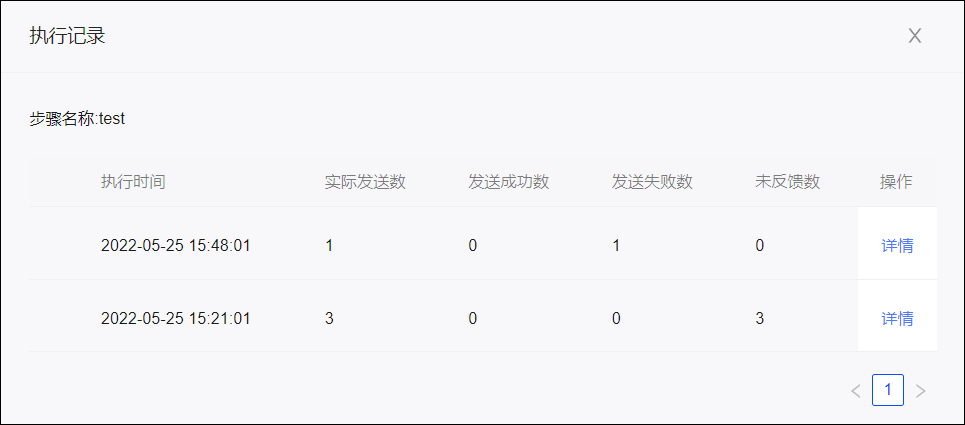 执行记录 X
步骤名称:test
执行时间 实际发送数 发送成功数 发送失败数 未反馈数 操作
2022-05-25 15:48:01 1 0 1 0 详情
2022-05-25 15:21:01 3 0 0 3 详情
< 1 >